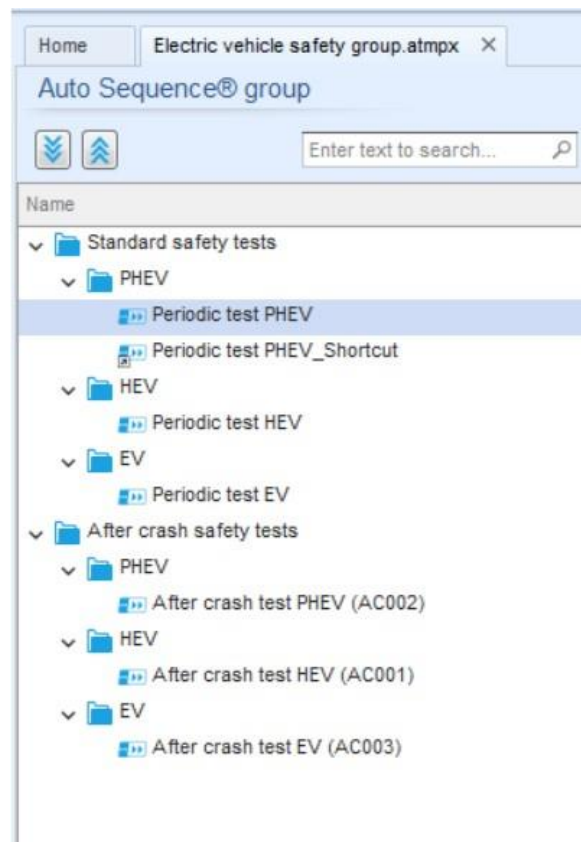 Home Electric vehicle safety group.atmpx
Auto Sequence® group
Enter text to search...
Name
Standard safety tests
PHEV
Periodic test PHEV
Periodic test PHEV_Shortcut
HEV
Periodic test HEV
EV
Periodic test EV
After crash safety tests
PHEV
After crash test PHEV (AC002)
HEV
After crash test HEV (AC001)
EV
After crash test EV (AC003)